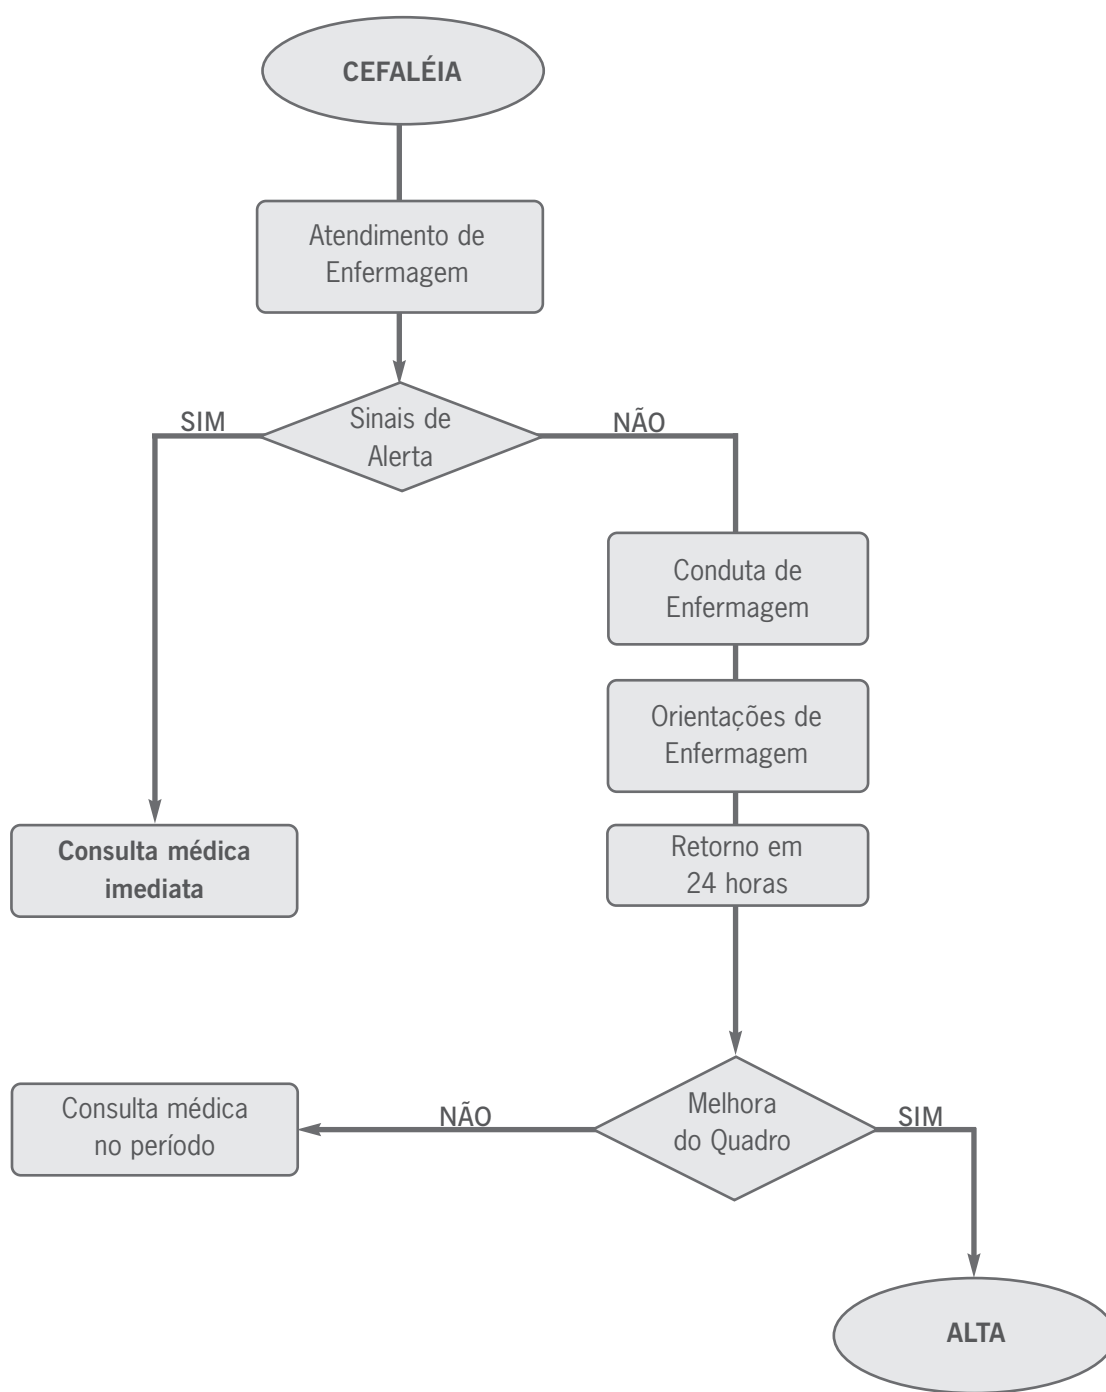 CEFALÉIA
Atendimento de
Enfermagem
SIM
NÃO
Sinais de
Alerta
Conduta de
Enfermagem
Orientações de
Enfermagem
Consulta médica
imediata
Retorno em
24 horas
Consulta médica
no período
NÃO
Melhora
do Quadro
SIM
ALTA